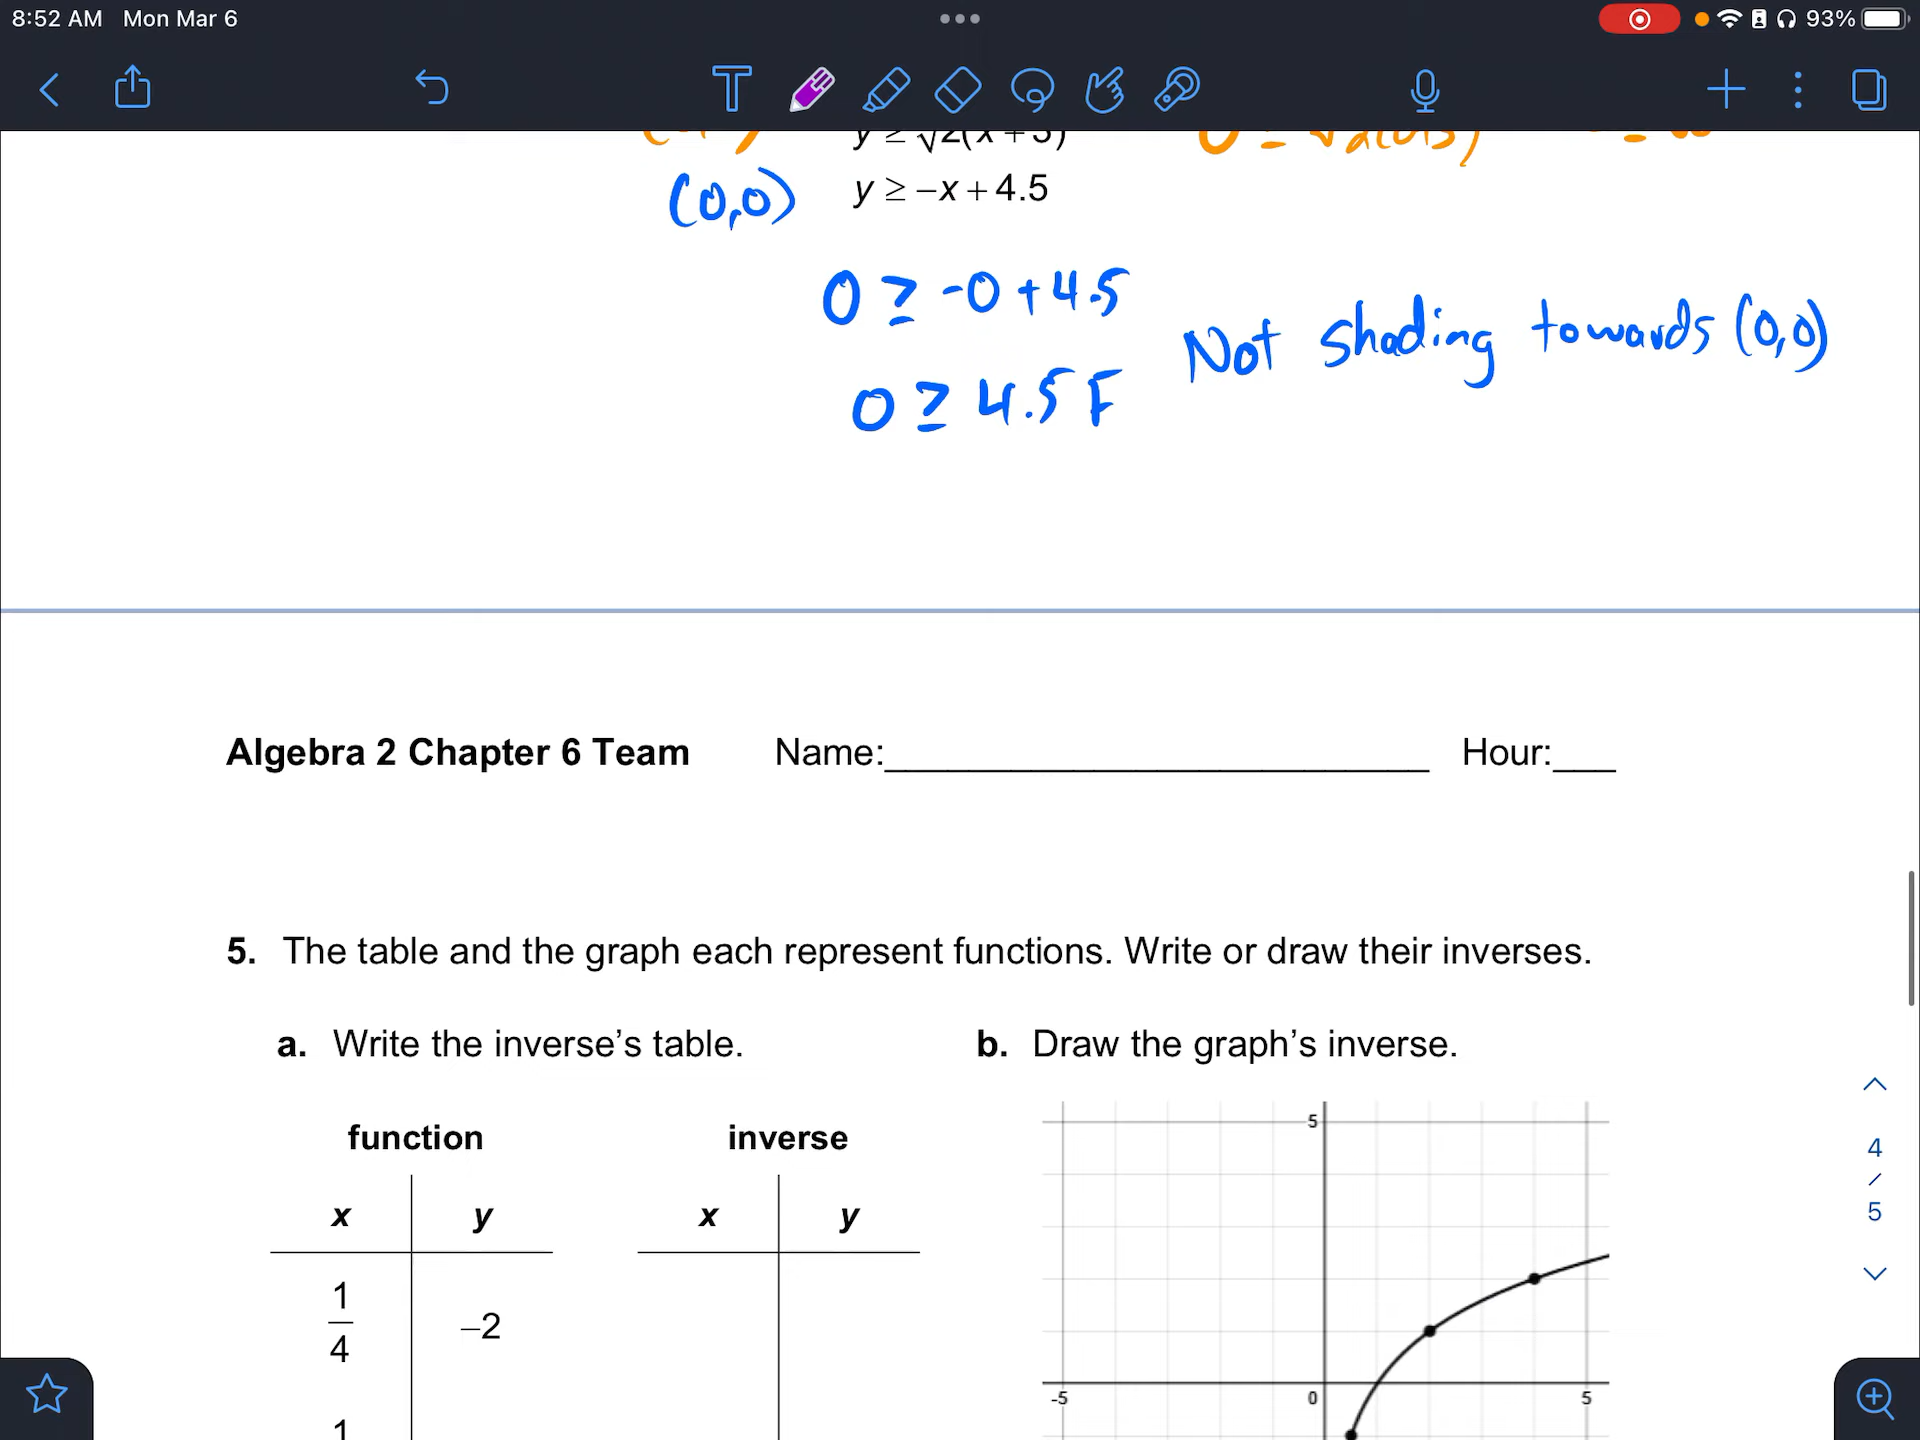 8:52 AM Mon Mar 6
93%
y ≥ √2(x + 5)
(0,0) y ≥ −x + 4.5
0 ≥ -0 + 4.5
Not shading towards (0,0)
0 ≥ 4.5 F
Algebra 2 Chapter 6 Team Name:__________________________ Hour:___
5. The table and the graph each represent functions. Write or draw their inverses.
a. Write the inverse’s table. b. Draw the graph’s inverse.
function inverse
x y x y
1/4 −2
1
5
-5 0 5
4
/
5